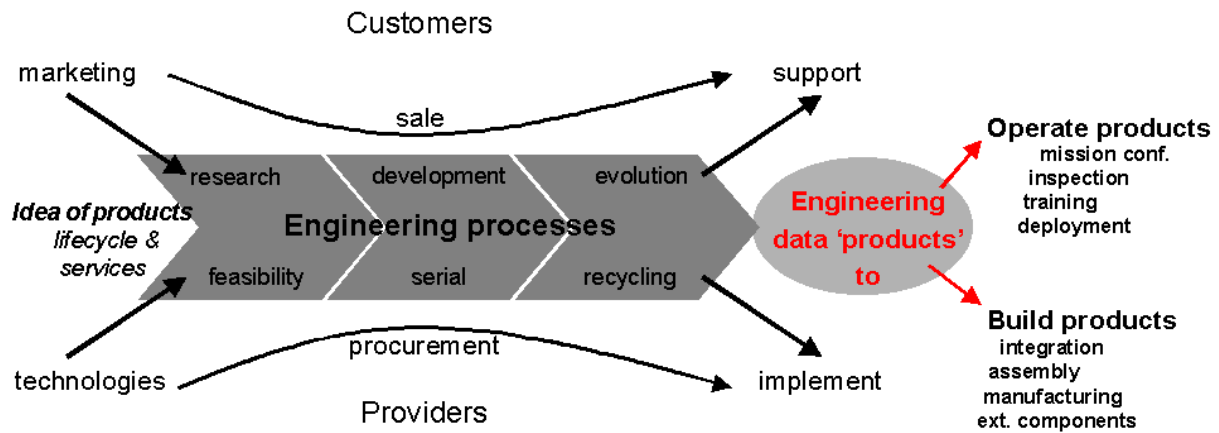 Customers
marketing
support
sale
Operate products
mission conf.
inspection
training
deployment
research
development
evolution
Idea of products
lifecycle &
services
Engineering processes
Engineering
data ‘products’
to
feasibility
serial
recycling
Build products
integration
assembly
manufacturing
ext. components
procurement
technologies
implement
Providers